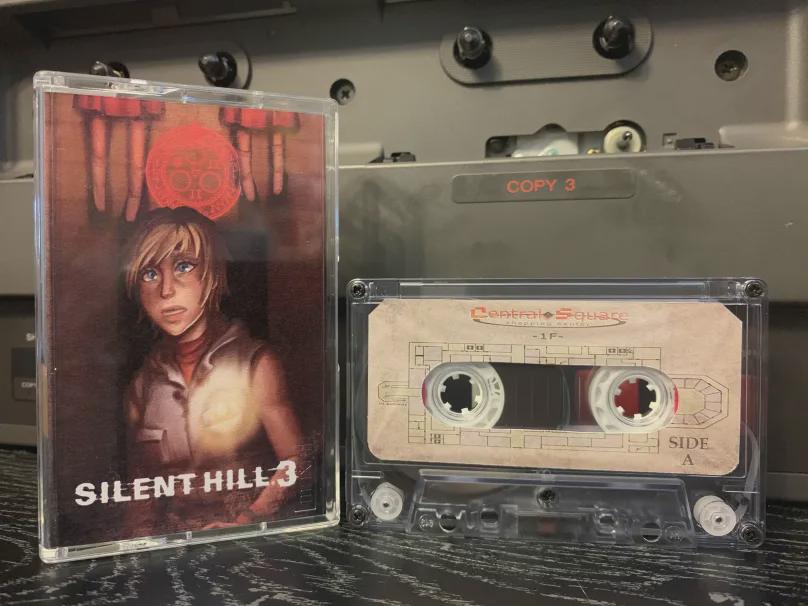 COPY 3
Central Square
shopping center
-1F-
SIDE
A
SILENT HILL 3